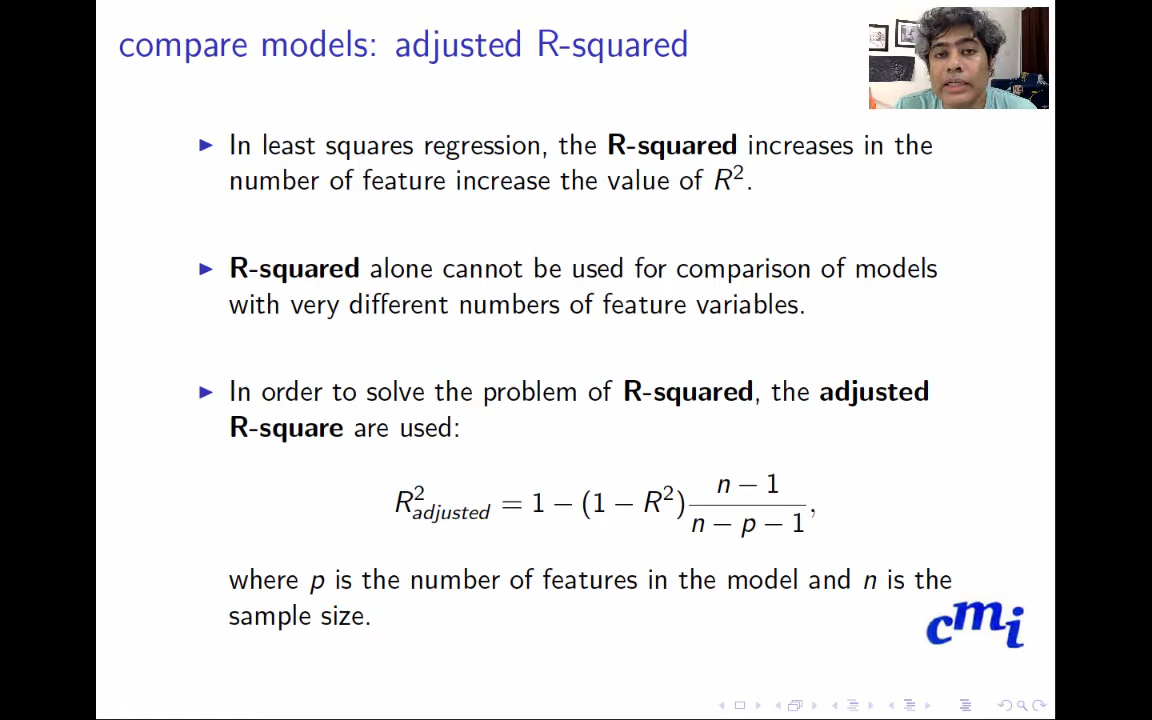 compare models: adjusted R-squared
▶ In least squares regression, the R-squared increases in the
number of feature increase the value of R².
▶ R-squared alone cannot be used for comparison of models
with very different numbers of feature variables.
▶ In order to solve the problem of R-squared, the adjusted
R-square are used:
R²_adjusted = 1 − (1 − R²) (n − 1)/(n − p − 1),
where p is the number of features in the model and n is the
sample size.
cmi